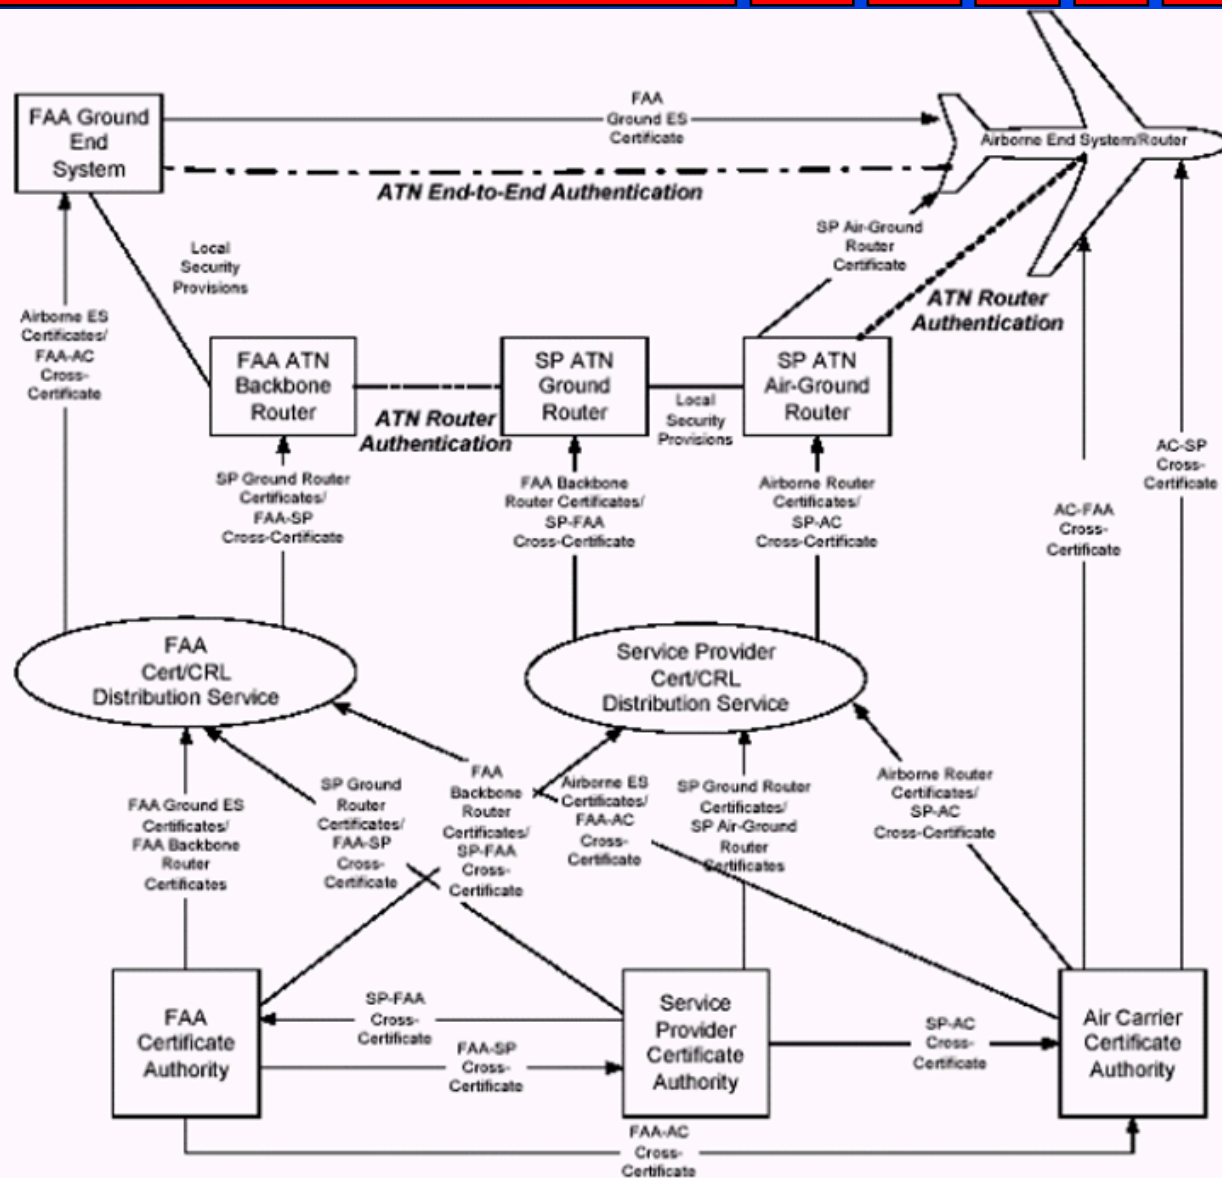 FAA
Ground ES
Certificate
FAA Ground
End
System
Airborne End System/Router
ATN End-to-End Authentication
SP Air-Ground
Router
Certificate
Local
Security
Provisions
ATN Router
Authentication
Airborne ES
Certificates/
FAA-AC
Cross-
Certificate
FAA ATN
Backbone
Router
SP ATN
Ground
Router
SP ATN
Air-Ground
Router
ATN Router
Authentication
Local
Security
Provisions
SP Ground Router
Certificates/
FAA-SP
Cross-Certificate
FAA Backbone
Router Certificates/
SP-FAA
Cross-Certificate
Airborne Router
Certificates/
SP-AC
Cross-Certificate
AC-FAA
Cross-
Certificate
AC-SP
Cross-
Certificate
FAA
Cert/CRL
Distribution Service
Service Provider
Cert/CRL
Distribution Service
FAA Ground ES
Certificates/
FAA Backbone
Router
Certificates
SP Ground
Router
Certificates/
FAA-SP
Cross-
Certificate
FAA
Backbone
Router
Certificates/
SP-FAA
Cross-
Certificate
Airborne ES
Certificates/
FAA-AC
Cross-
Certificate
SP Ground Router
Certificates/
SP Air-Ground
Router
Certificates
Airborne Router
Certificates/
SP-AC
Cross-Certificate
FAA
Certificate
Authority
SP-FAA
Cross-
Certificate
FAA-SP
Cross-
Certificate
Service
Provider
Certificate
Authority
SP-AC
Cross-
Certificate
Air Carrier
Certificate
Authority
FAA-AC
Cross-
Certificate